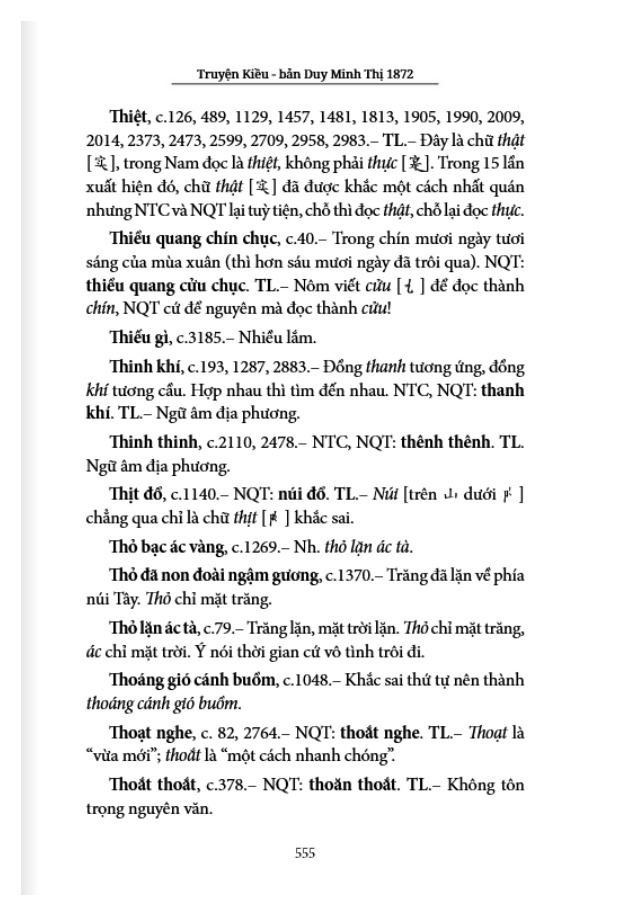 Truyện Kiều - bản Duy Minh Thị 1872
Thiệt, c.126, 489, 1129, 1457, 1481, 1813, 1905, 1990, 2009,
2014, 2373, 2473, 2599, 2709, 2958, 2983.– TL.– Đây là chữ thật
[实], trong Nam đọc là thiệt, không phải thực [寔]. Trong 15 lần
xuất hiện đó, chữ thật [实] đã được khắc một cách nhất quán
nhưng NTC và NQT lại tuỳ tiện, chỗ thì đọc thật, chỗ lại đọc thực.
Thiều quang chín chục, c.40.– Trong chín mươi ngày tươi
sáng của mùa xuân (thì hơn sáu mươi ngày đã trôi qua). NQT:
thiều quang cửu chục. TL.– Nôm viết cửu [ ] để đọc thành
chín, NQT cứ để nguyên mà đọc thành cửu!
Thiếu gì, c.3185.– Nhiều lắm.
Thinh khí, c.193, 1287, 2883.– Đồng thanh tương ứng, đồng
khí tương cầu. Hợp nhau thì tìm đến nhau. NTC, NQT: thanh
khí. TL.– Ngữ âm địa phương.
Thinh thinh, c.2110, 2478.– NTC, NQT: thênh thênh. TL.
Ngữ âm địa phương.
Thịt đổ, c.1140.– NQT: núi đổ. TL.– Núi [trên 山 dưới ]
chẳng qua chỉ là chữ thịt [ ] khắc sai.
Thỏ bạc ác vàng, c.1269.– Nh. thỏ lặn ác tà.
Thỏ đã non đoài ngậm gương, c.1370.– Trăng đã lặn về phía
núi Tây. Thỏ chỉ mặt trăng.
Thỏ lặn ác tà, c.79.– Trăng lặn, mặt trời lặn. Thỏ chỉ mặt trăng,
ác chỉ mặt trời. Ý nói thời gian cứ vô tình trôi đi.
Thoáng gió cánh buồm, c.1048.– Khắc sai thứ tự nên thành
thoáng cánh gió buồm.
Thoạt nghe, c. 82, 2764.– NQT: thoắt nghe. TL.– Thoạt là
“vừa mới”; thoắt là “một cách nhanh chóng”.
Thoắt thoắt, c.378.– NQT: thoăn thoắt. TL.– Không tôn
trọng nguyên văn.
555